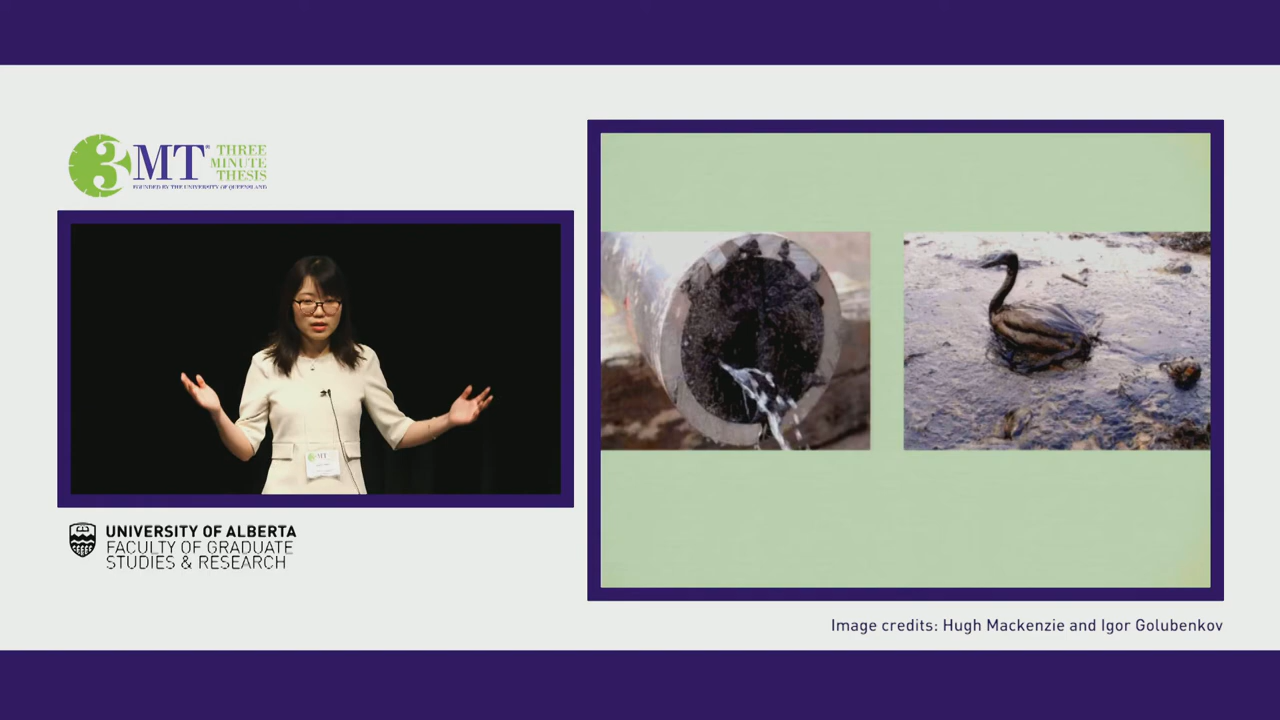 3MT® THREE
MINUTE
THESIS
FOUNDED BY THE UNIVERSITY OF QUEENSLAND
MT
UNIVERSITY OF ALBERTA
FACULTY OF GRADUATE
STUDIES & RESEARCH
Image credits: Hugh Mackenzie and Igor Golubenkov